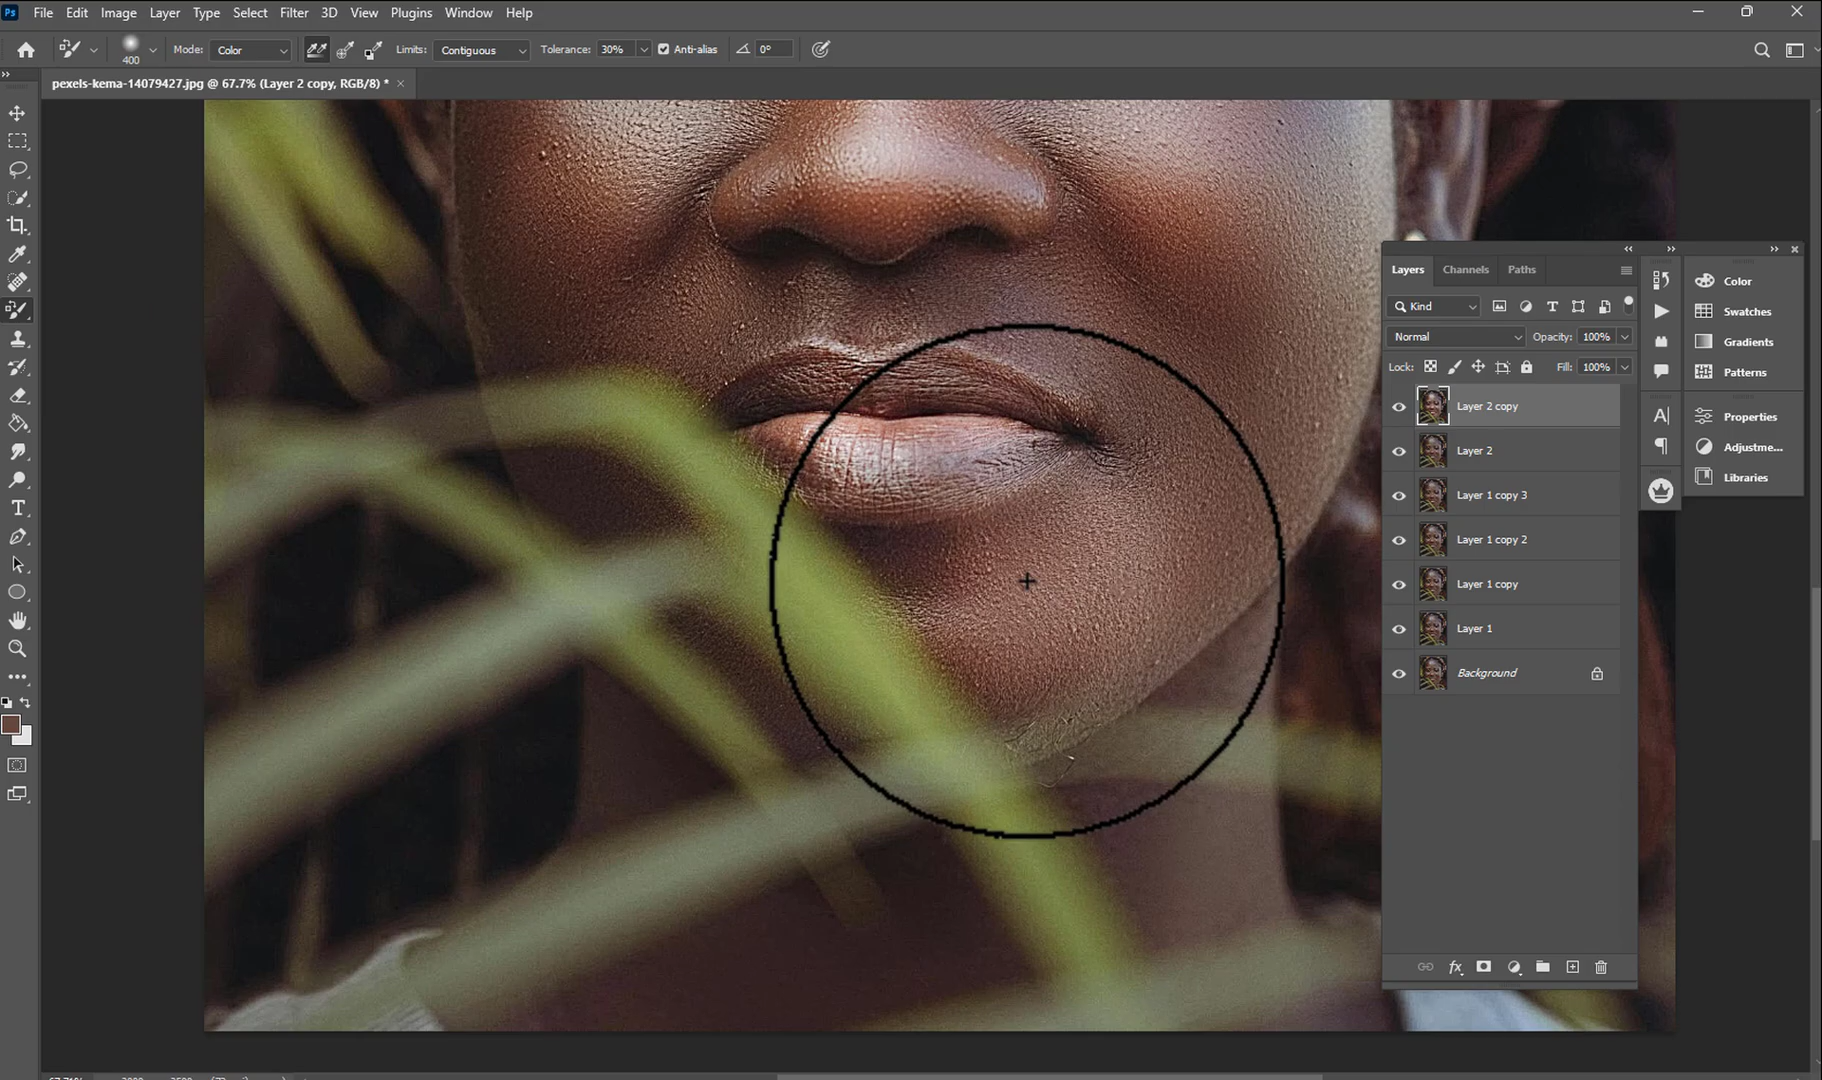 Ps File Edit Image Layer Type Select Filter 3D View Plugins Window Help
400 Mode: Color Limits: Contiguous Tolerance: 30% Anti-alias 0°
pexels-kema-14079427.jpg @ 67.7% (Layer 2 copy, RGB/8) *
Layers Channels Paths
Kind
Normal Opacity: 100%
Lock: Fill: 100%
Layer 2 copy
Layer 2
Layer 1 copy 3
Layer 1 copy 2
Layer 1 copy
Layer 1
Background
fx
Color
Swatches
Gradients
Patterns
Properties
Adjustme...
Libraries